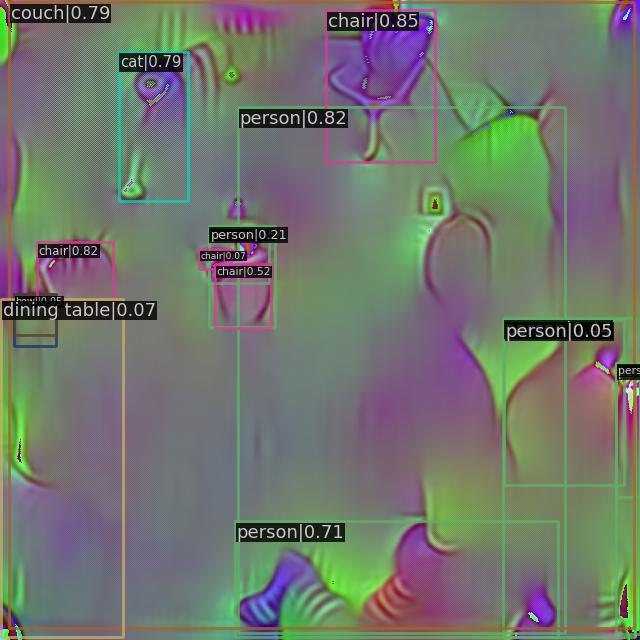 couch|0.79
chair|0.85
cat|0.79
person|0.82
person|0.21
chair|0.82
chair|0.07
chair|0.52
dining table|0.07
person|0.05
person|0.71